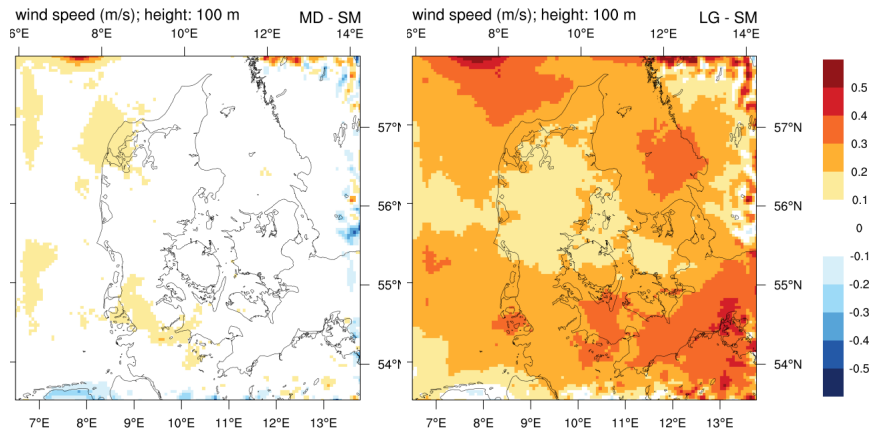 wind speed (m/s); height: 100 m MD - SM
6°E 8°E 10°E 12°E 14°E
57°N
56°N
55°N
54°N
7°E 8°E 9°E 10°E 11°E 12°E 13°E
wind speed (m/s); height: 100 m LG - SM
6°E 8°E 10°E 12°E 14°E
57°N
56°N
55°N
54°N
7°E 8°E 9°E 10°E 11°E 12°E 13°E
0.5
0.4
0.3
0.2
0.1
0
-0.1
-0.2
-0.3
-0.4
-0.5